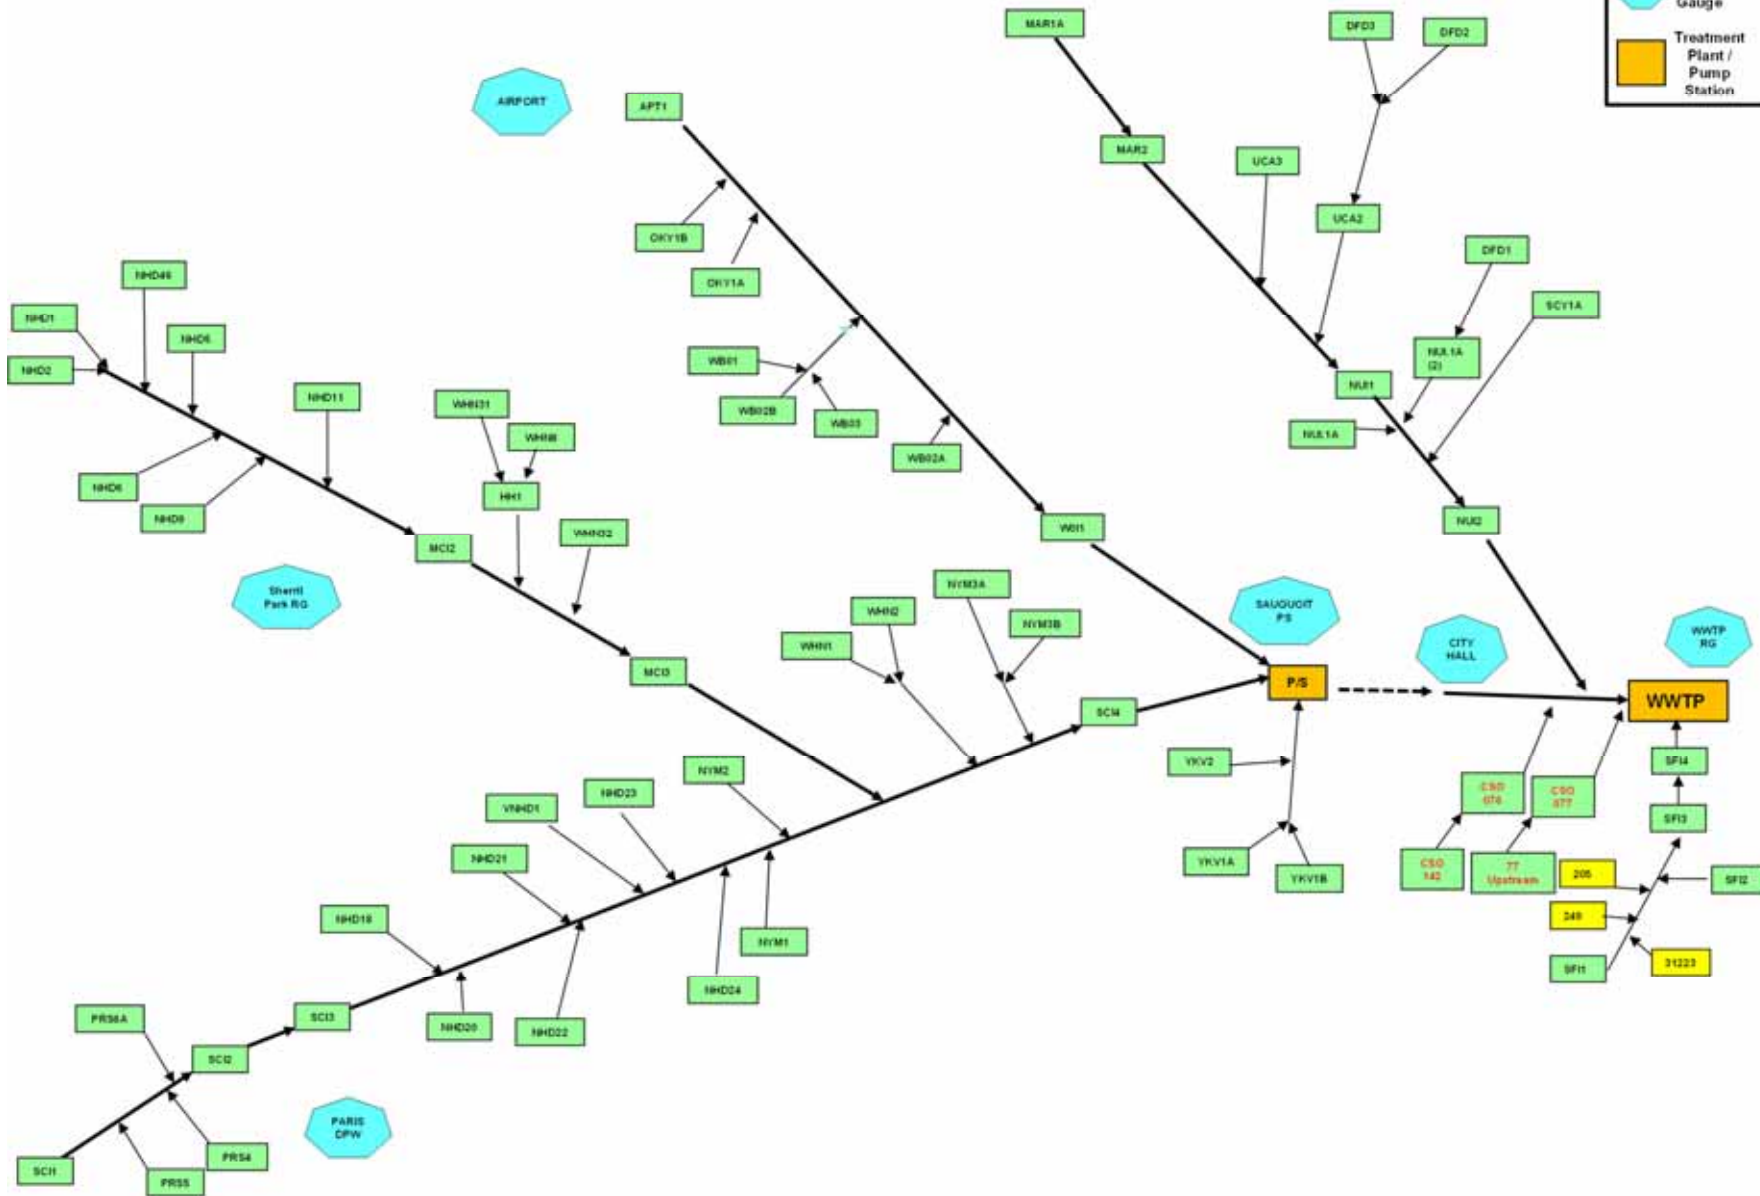 Gauge
Treatment
Plant /
Pump
Station
MAR1A
DFD3
DFD2
AIRPORT
APT1
MAR2
UCA3
UCA2
OKY1B
OKY1A
DFD1
SCY1A
NHD46
NHD1
NHD5
NHD2
NUL1A
(2)
WB01
WB02B
WB03
NUI1
NHD11
WHN31
WHN8
NUL1A
WB02A
NHD6
NHD9
HH1
WHN32
MCI2
WBI1
NUI2
Sherril
Park RG
NYM3A
WHN2
NYM3B
WHN1
SAUQUOIT
PS
CITY
HALL
WWTP
RG
MCI3
P/S
WWTP
SCI4
NYM2
YKV2
SFI4
NHD23
VNHD1
CSO
077
SFI3
NHD21
YKV1A
YKV1B
CSO
142
77
Upstream
205
SFI2
NHD18
249
NYM1
SFI1
31223
NHD24
PRS6A
SCI3
NHD20
NHD22
SCI2
PARIS
DPW
PRS4
SCI1
PRS5